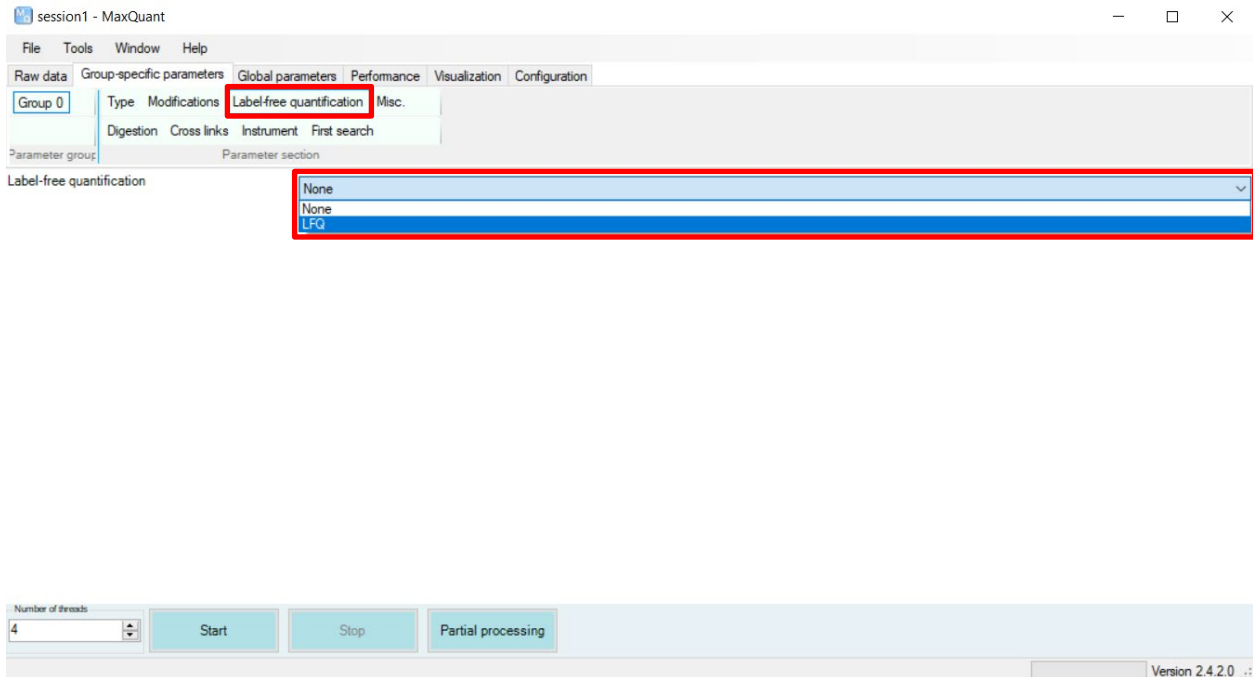 session1 - MaxQuant
File Tools Window Help
Raw data Group-specific parameters Global parameters Performance Visualization Configuration
Group 0 Type Modifications Label-free quantification Misc.
Digestion Cross links Instrument First search
Parameter group Parameter section
Label-free quantification None
None
LFQ
Number of threads
4 Start Stop Partial processing
Version 2.4.2.0